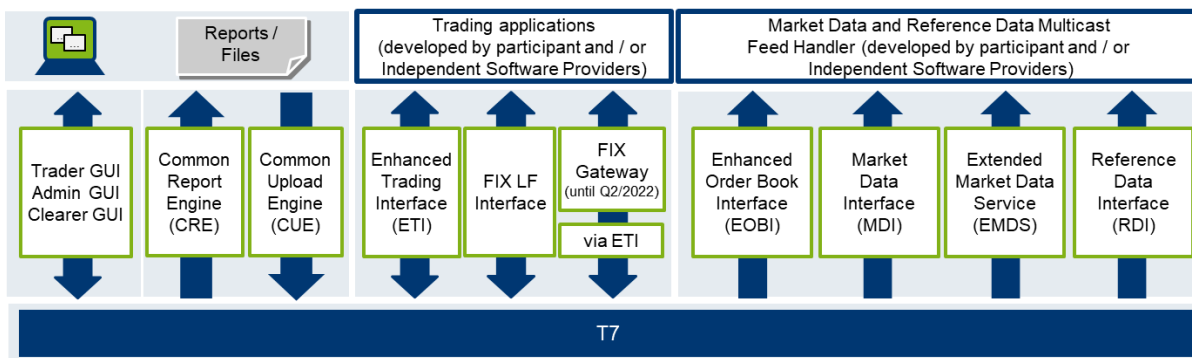 Reports /
Files
Trading applications
(developed by participant and / or
Independent Software Providers)
Market Data and Reference Data Multicast
Feed Handler (developed by participant and / or
Independent Software Providers)
Trader GUI
Admin GUI
Clearer GUI
Common
Report
Engine
(CRE)
Common
Upload
Engine
(CUE)
Enhanced
Trading
Interface
(ETI)
FIX LF
Interface
FIX
Gateway
(until Q2/2022)
via ETI
Enhanced
Order Book
Interface
(EOBI)
Market
Data
Interface
(MDI)
Extended
Market Data
Service
(EMDS)
Reference
Data
Interface
(RDI)
T7